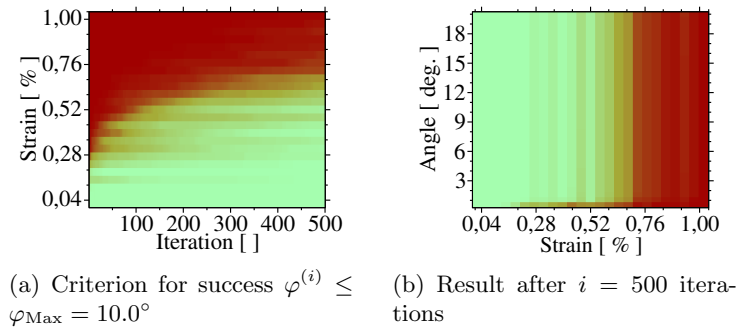 1,00
0,76
0,52
0,28
0,04
Strain [ % ]
100 200 300 400 500
Iteration [ ]
18
15
12
9
6
3
Angle [ deg. ]
0,04 0,28 0,52 0,76 1,00
Strain [ % ]
(a) Criterion for success φ⁽ⁱ⁾ ≤
φMax = 10.0°
(b) Result after i = 500 itera-
tions